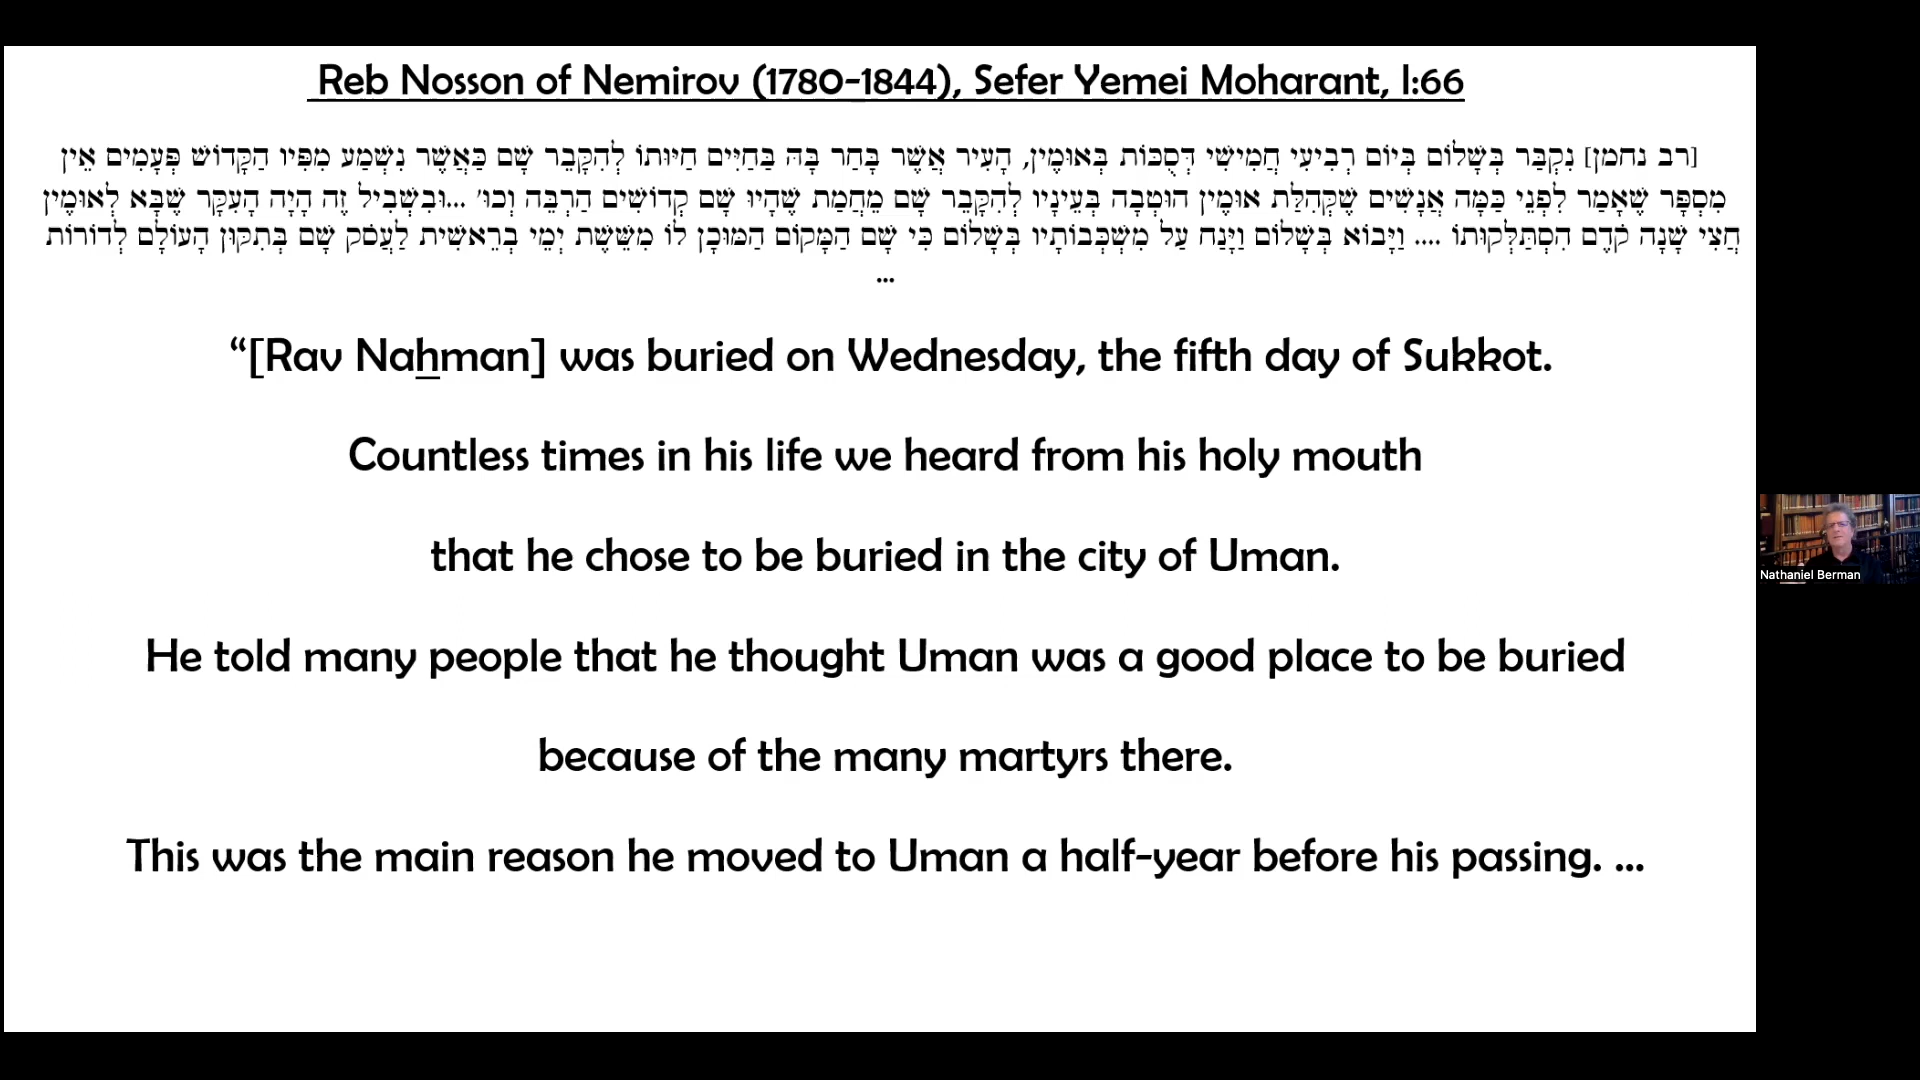 Reb Nosson of Nemirov (1780-1844), Sefer Yemei Moharant, I:66
[רב נחמן] נִקְבַּר בְּשָׁלוֹם בְּיוֹם רְבִיעִי חֲמִישִׁי דְּסֻכּוֹת בְּאוּמֶין, הָעִיר אֲשֶׁר בָּחַר בָּהּ בַּחַיִּים חַיּוּתוֹ לְהִקָּבֵר שָׁם כַּאֲשֶׁר נִשְׁמַע מִפִּיו הַקָּדוֹשׁ פְּעָמִים אֵין
מִסְפָּר שֶׁאָמַר לִפְנֵי כַּמָּה אֲנָשִׁים שֶׁקְּהִלַּת אוּמֶין הוּטְבָה בְּעֵינָיו לְהִקָּבֵר שָׁם מֵחֲמַת שֶׁהָיוּ שָׁם קְדוֹשִׁים הַרְבֵּה וְכוּ' ...וּבִשְׁבִיל זֶה הָיָה הָעִקָּר שֶׁבָּא לְאוּמֶין
חֲצִי שָׁנָה קֹדֶם הִסְתַּלְּקוּתוֹ .... וַיָּבוֹא בְּשָׁלוֹם וַיָּנַח עַל מִשְׁכְּבוֹתָיו בְּשָׁלוֹם כִּי שָׁם הַמָּקוֹם הַמּוּכָן לוֹ מִשֵּׁשֶׁת יְמֵי בְרֵאשִׁית לַעֲסֹק שָׁם בְּתִקּוּן הָעוֹלָם לְדוֹרוֹת
...
“[Rav Naẖman] was buried on Wednesday, the fifth day of Sukkot.
Countless times in his life we heard from his holy mouth
that he chose to be buried in the city of Uman.
He told many people that he thought Uman was a good place to be buried
because of the many martyrs there.
This was the main reason he moved to Uman a half-year before his passing. ...
Nathaniel Berman